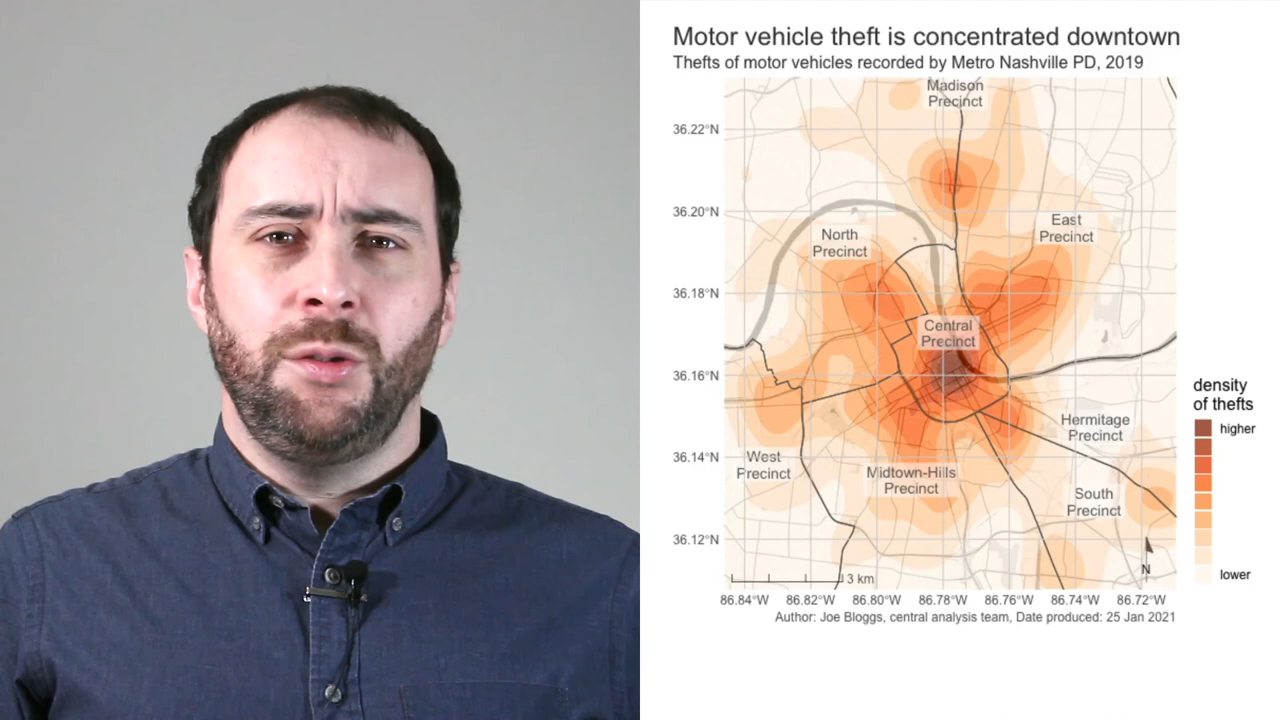 Motor vehicle theft is concentrated downtown
Thefts of motor vehicles recorded by Metro Nashville PD, 2019
Madison
Precinct
36.22°N
36.20°N
East
Precinct
North
Precinct
36.18°N
Central
Precinct
36.16°N
density
of thefts
higher
Hermitage
Precinct
36.14°N
West
Precinct
Midtown-Hills
Precinct
South
Precinct
36.12°N
N
lower
3 km
86.84°W 86.82°W 86.80°W 86.78°W 86.76°W 86.74°W 86.72°W
Author: Joe Bloggs, central analysis team, Date produced: 25 Jan 2021